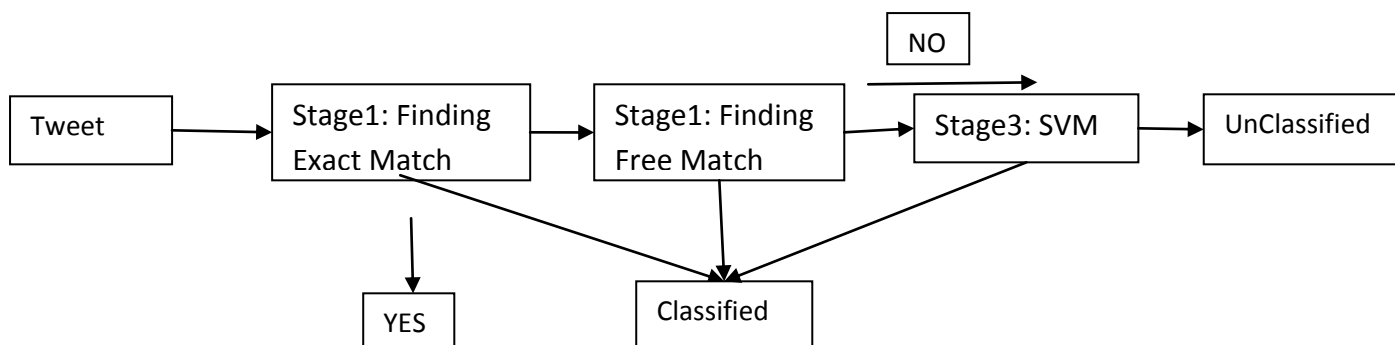 NO
Tweet
Stage1: Finding
Exact Match
Stage1: Finding
Free Match
Stage3: SVM
UnClassified
YES
Classified